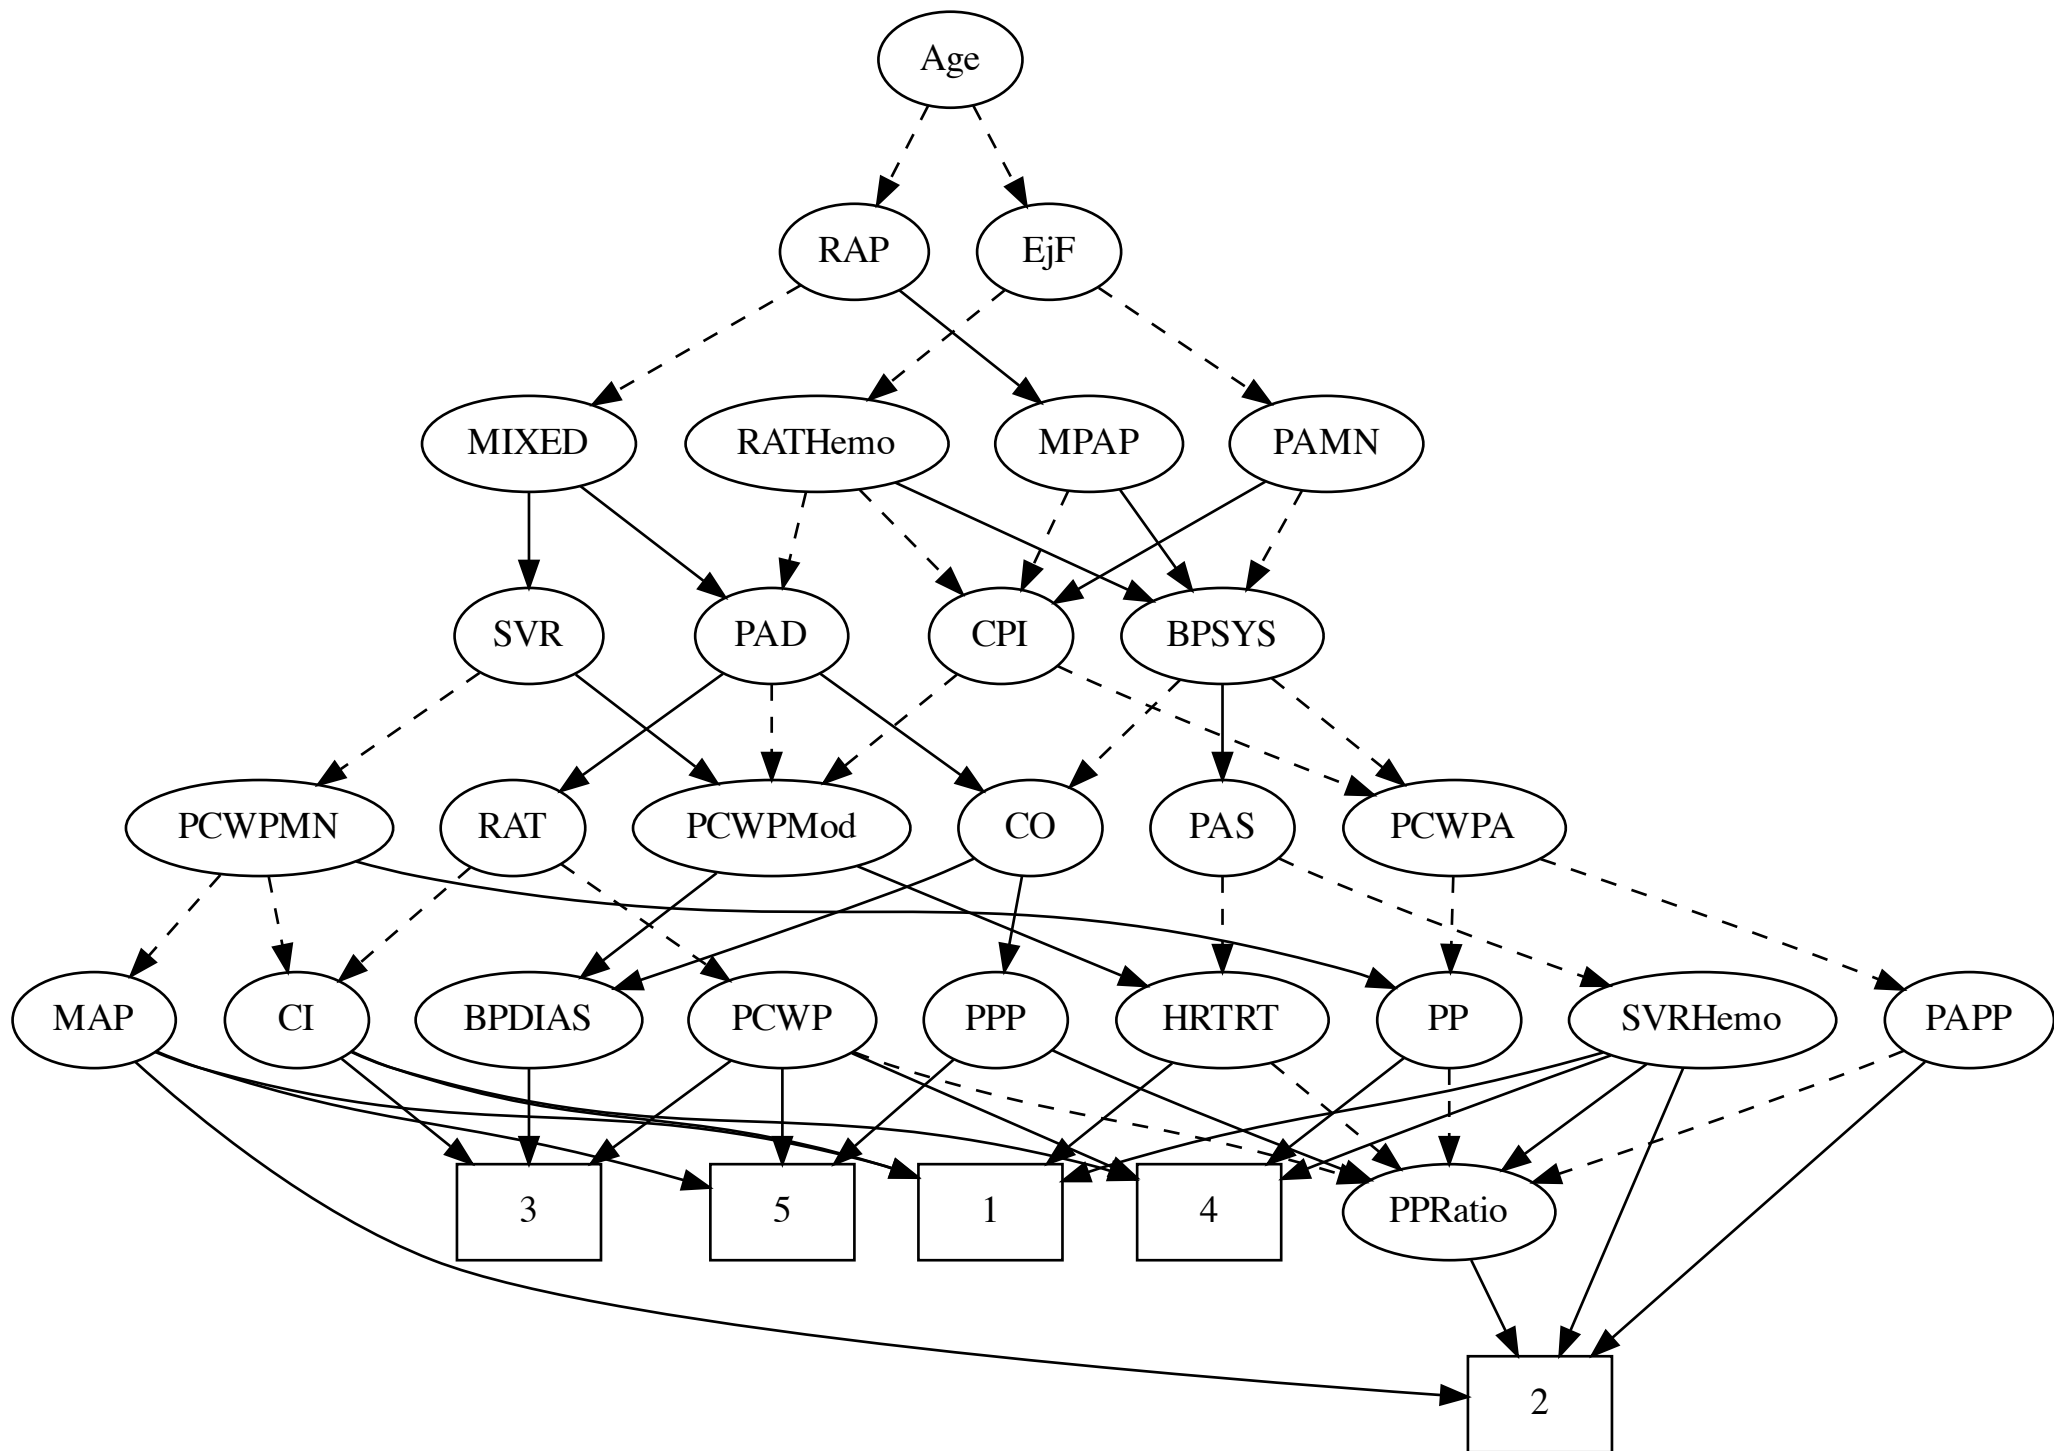 Age
RAP
EjF
MIXED
RATHemo
MPAP
PAMN
SVR
PAD
CPI
BPSYS
PCWPMN
RAT
PCWPMod
CO
PAS
PCWPA
MAP
CI
BPDIAS
PCWP
PPP
HRTRT
PP
SVRHemo
PAPP
3
5
1
4
PPRatio
2